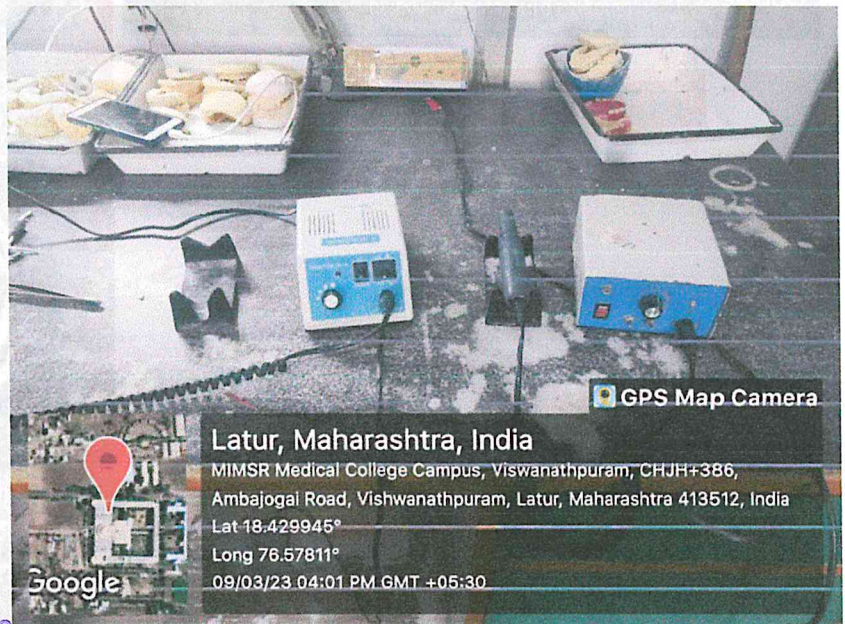 GPS Map Camera
Latur, Maharashtra, India
MIMSR Medical College Campus, Viswanathpuram, CHJH+386,
Ambajogai Road, Vishwanathpuram, Latur, Maharashtra 413512, India
Lat 18.429945°
Long 76.57811°
09/03/23 04:01 PM GMT +05:30
Google